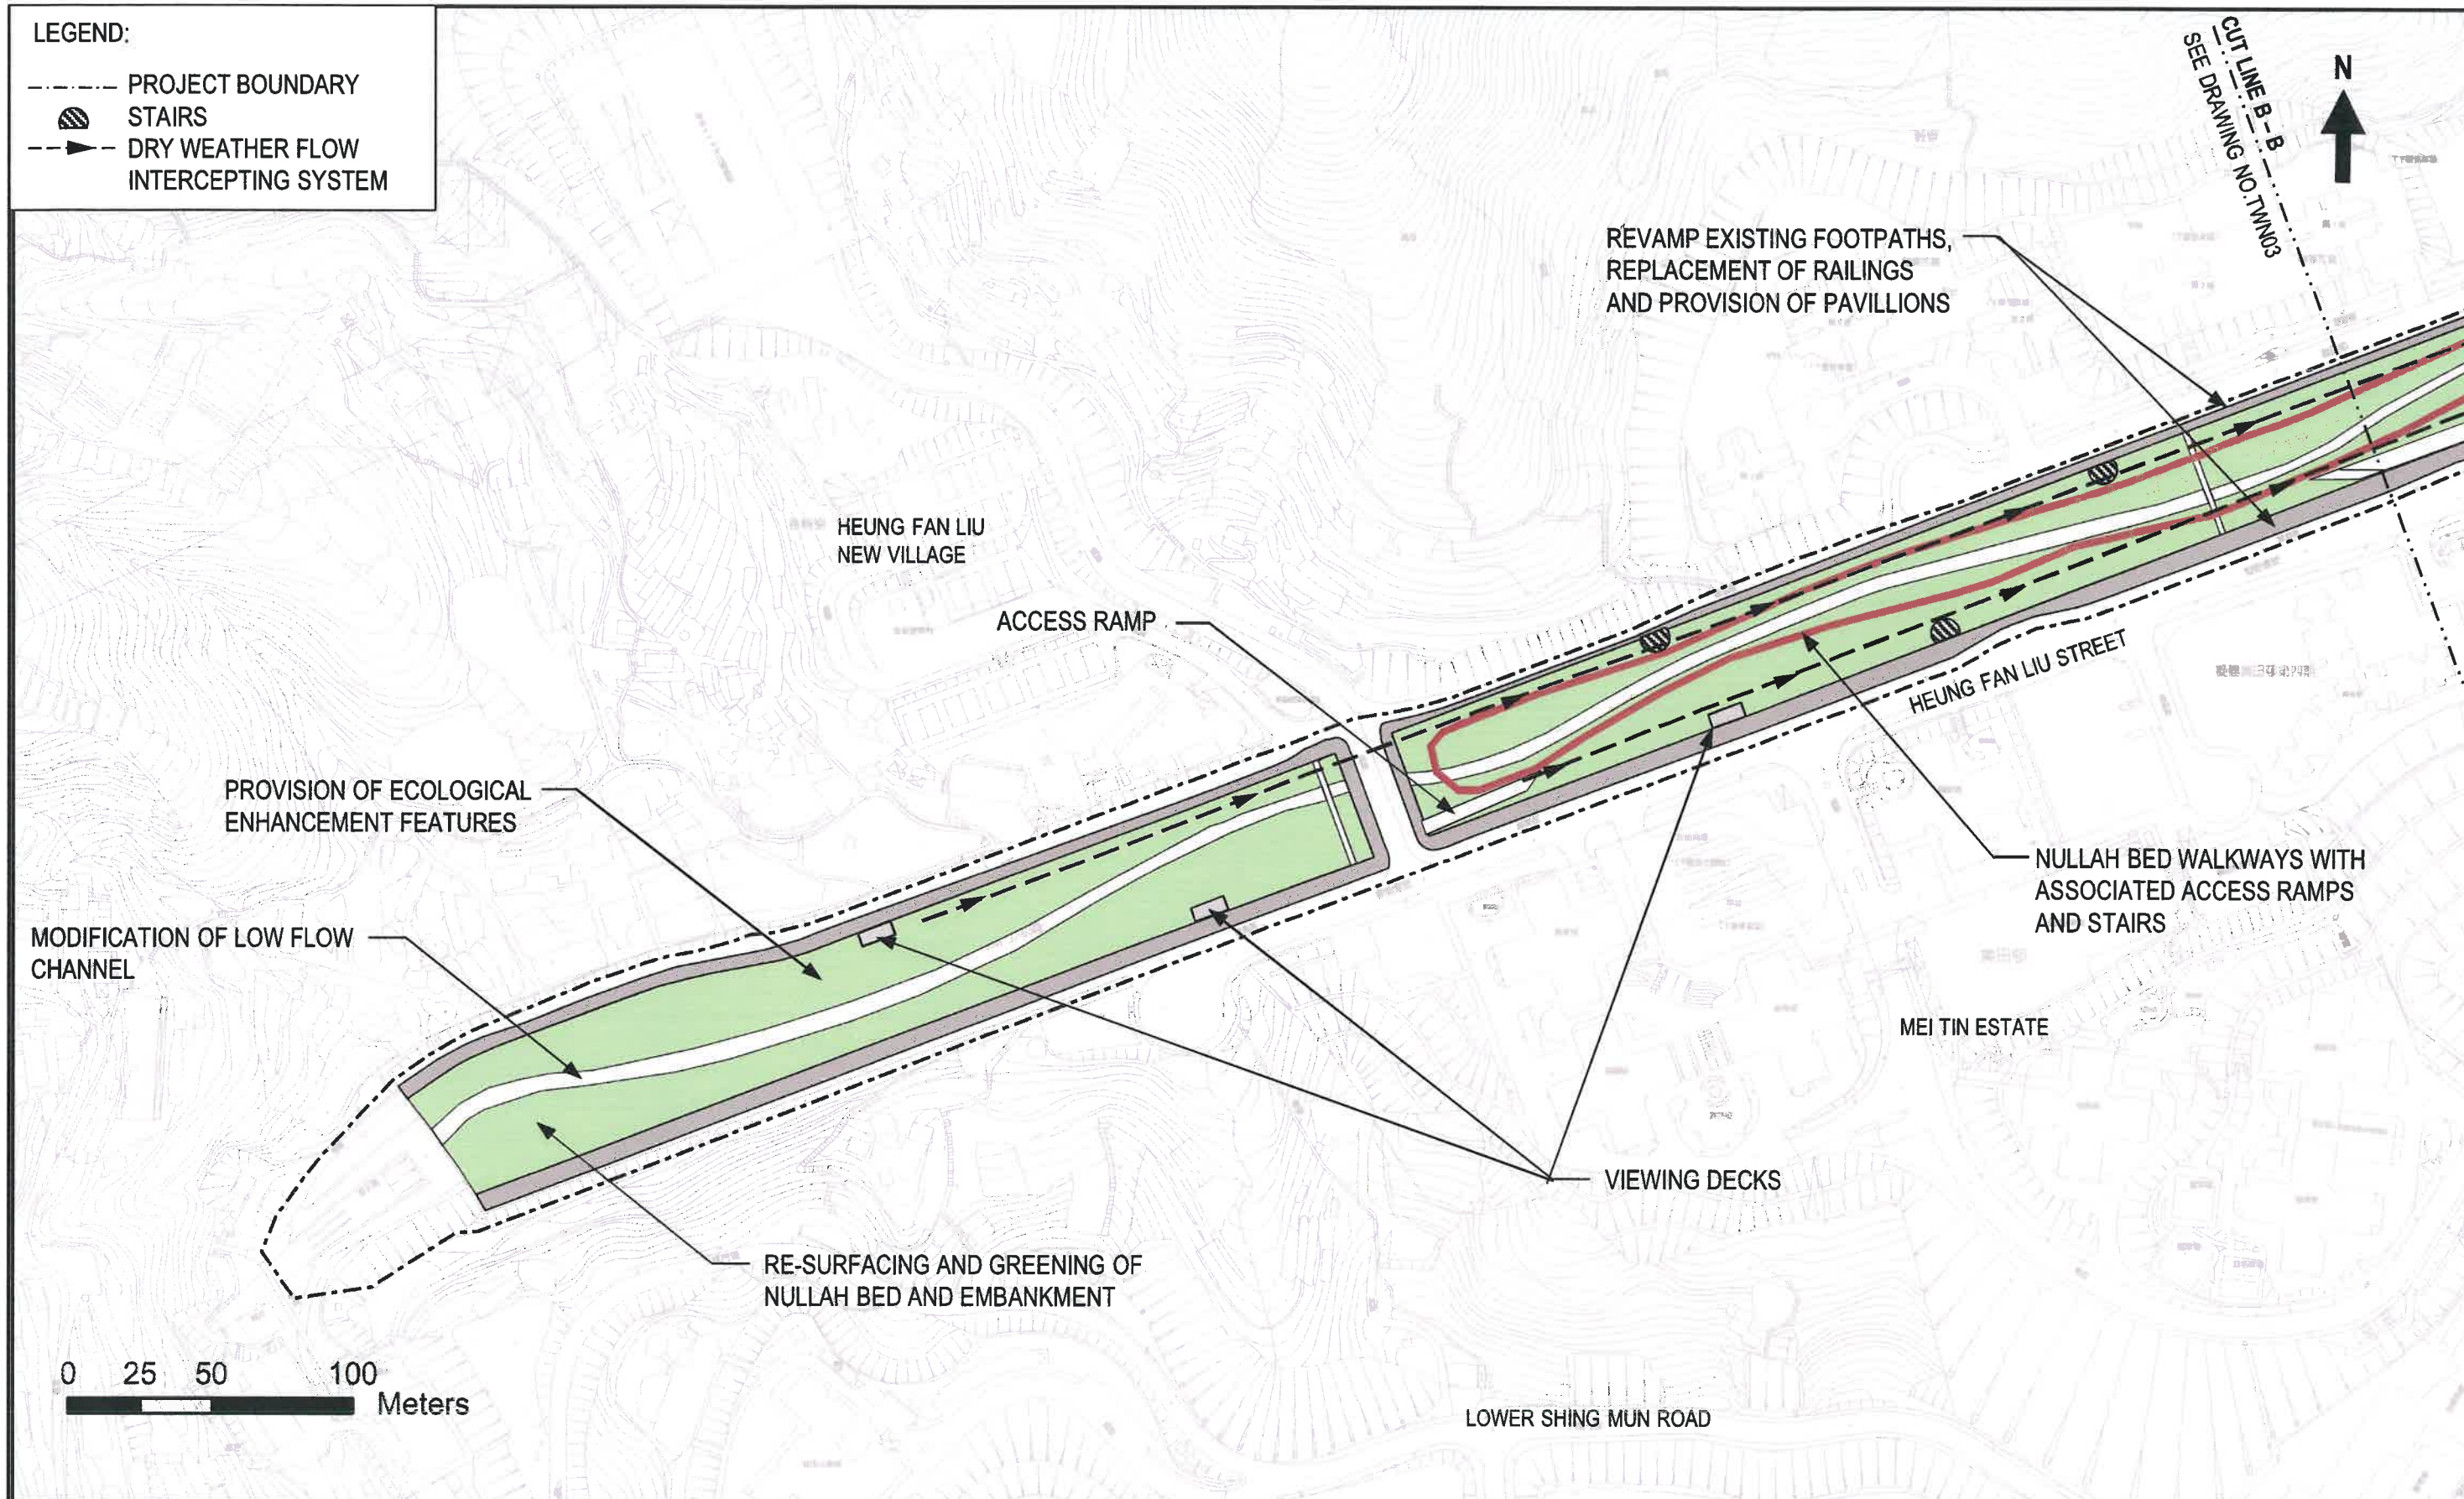 LEGEND:
PROJECT BOUNDARY
STAIRS
DRY WEATHER FLOW
INTERCEPTING SYSTEM
CUT LINE B - B
SEE DRAWING NO.TWN03
N
REVAMP EXISTING FOOTPATHS,
REPLACEMENT OF RAILINGS
AND PROVISION OF PAVILLIONS
HEUNG FAN LIU
NEW VILLAGE
ACCESS RAMP
HEUNG FAN LIU STREET
PROVISION OF ECOLOGICAL
ENHANCEMENT FEATURES
NULLAH BED WALKWAYS WITH
ASSOCIATED ACCESS RAMPS
AND STAIRS
MODIFICATION OF LOW FLOW
CHANNEL
MEI TIN ESTATE
VIEWING DECKS
RE-SURFACING AND GREENING OF
NULLAH BED AND EMBANKMENT
0 25 50 100
Meters
LOWER SHING MUN ROAD